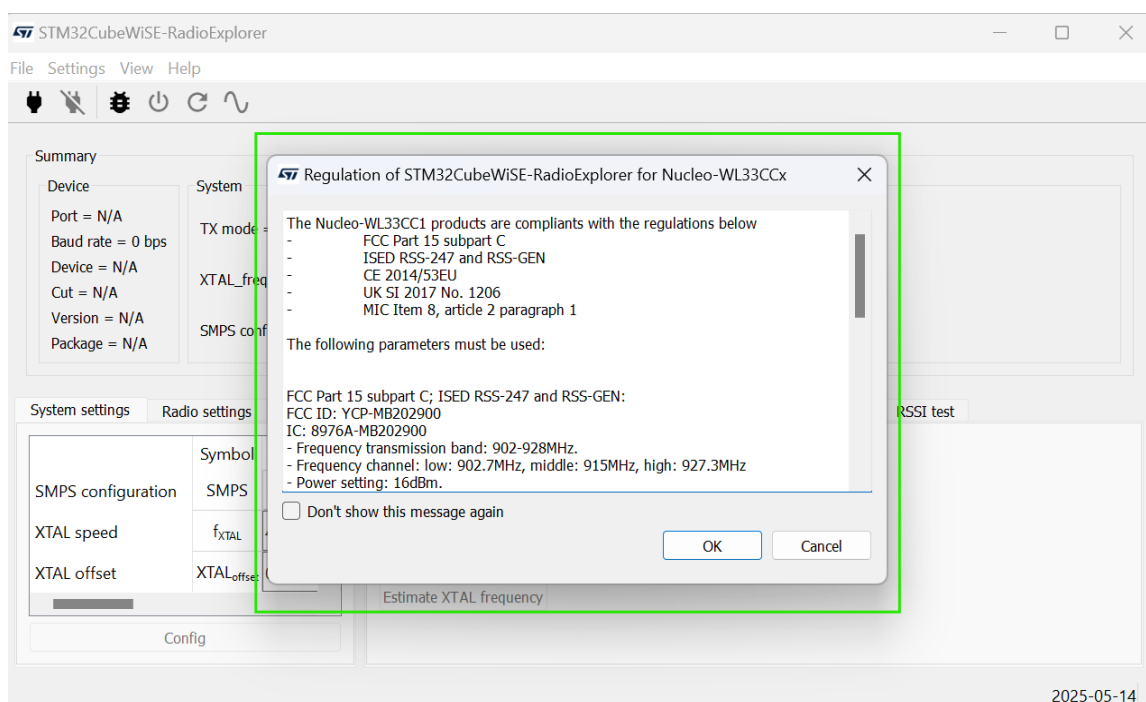 STM32CubeWiSE-RadioExplorer
File Settings View Help
Summary
Device
Port = N/A
Baud rate = 0 bps
Device = N/A
Cut = N/A
Version = N/A
Package = N/A
System
TX mode =
XTAL_freq
SMPS conf
Regulation of STM32CubeWiSE-RadioExplorer for Nucleo-WL33CCx
The Nucleo-WL33CC1 products are compliants with the regulations below
- FCC Part 15 subpart C
- ISED RSS-247 and RSS-GEN
- CE 2014/53EU
- UK SI 2017 No. 1206
- MIC Item 8, article 2 paragraph 1
The following parameters must be used:
FCC Part 15 subpart C; ISED RSS-247 and RSS-GEN:
FCC ID: YCP-MB202900
IC: 8976A-MB202900
- Frequency transmission band: 902-928MHz.
- Frequency channel: low: 902.7MHz, middle: 915MHz, high: 927.3MHz
- Power setting: 16dBm.
Don't show this message again
OK Cancel
System settings Radio settings RSSI test
Symbol
SMPS configuration SMPS
XTAL speed fXTAL
XTAL offset XTALoffset
Estimate XTAL frequency
Config
2025-05-14